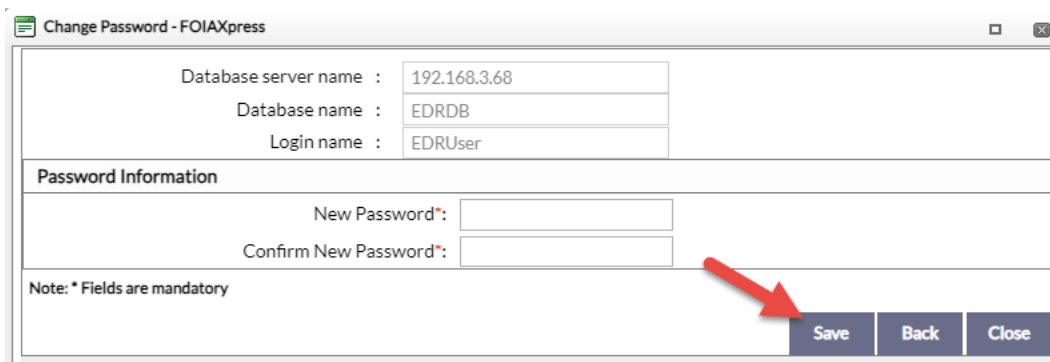 Change Password - FOIAXpress
Database server name : 192.168.3.68
Database name : EDRDB
Login name : EDRUser
Password Information
New Password*:
Confirm New Password*:
Note: * Fields are mandatory
Save Back Close